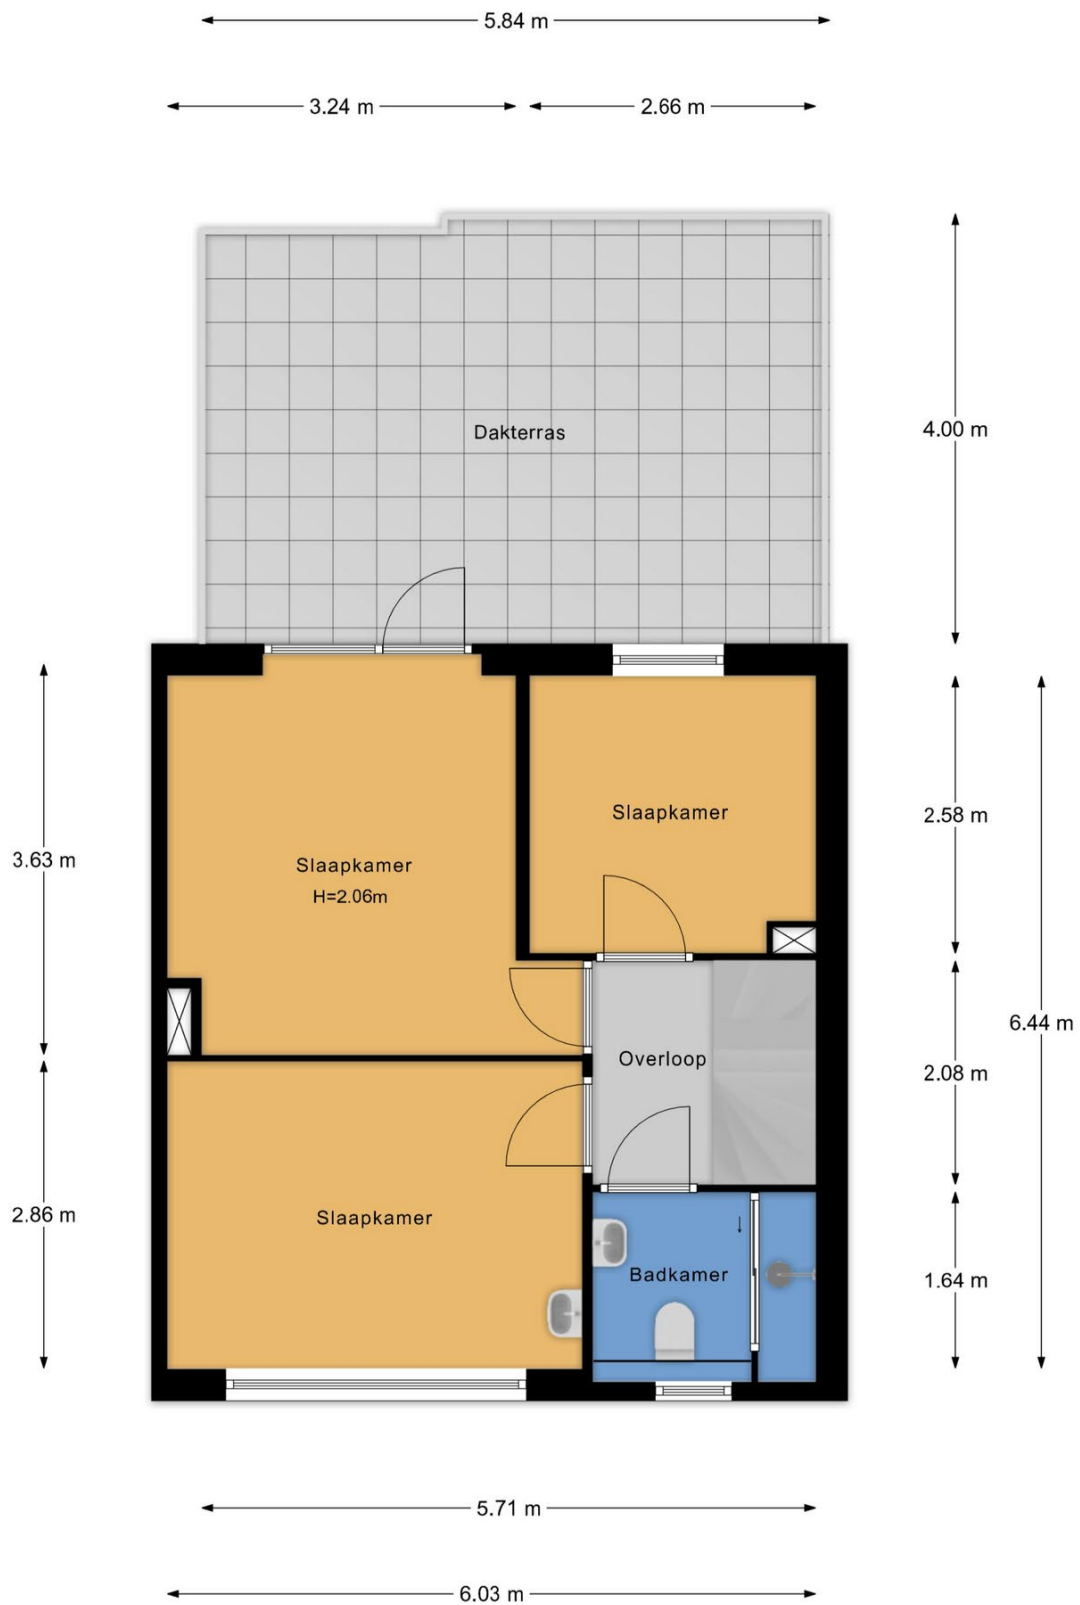 5.84 m
3.24 m
2.66 m
Dakterras
4.00 m
Slaapkamer
2.58 m
3.63 m
Slaapkamer
H=2.06m
6.44 m
Overloop
2.08 m
2.86 m
Slaapkamer
Badkamer
1.64 m
5.71 m
6.03 m